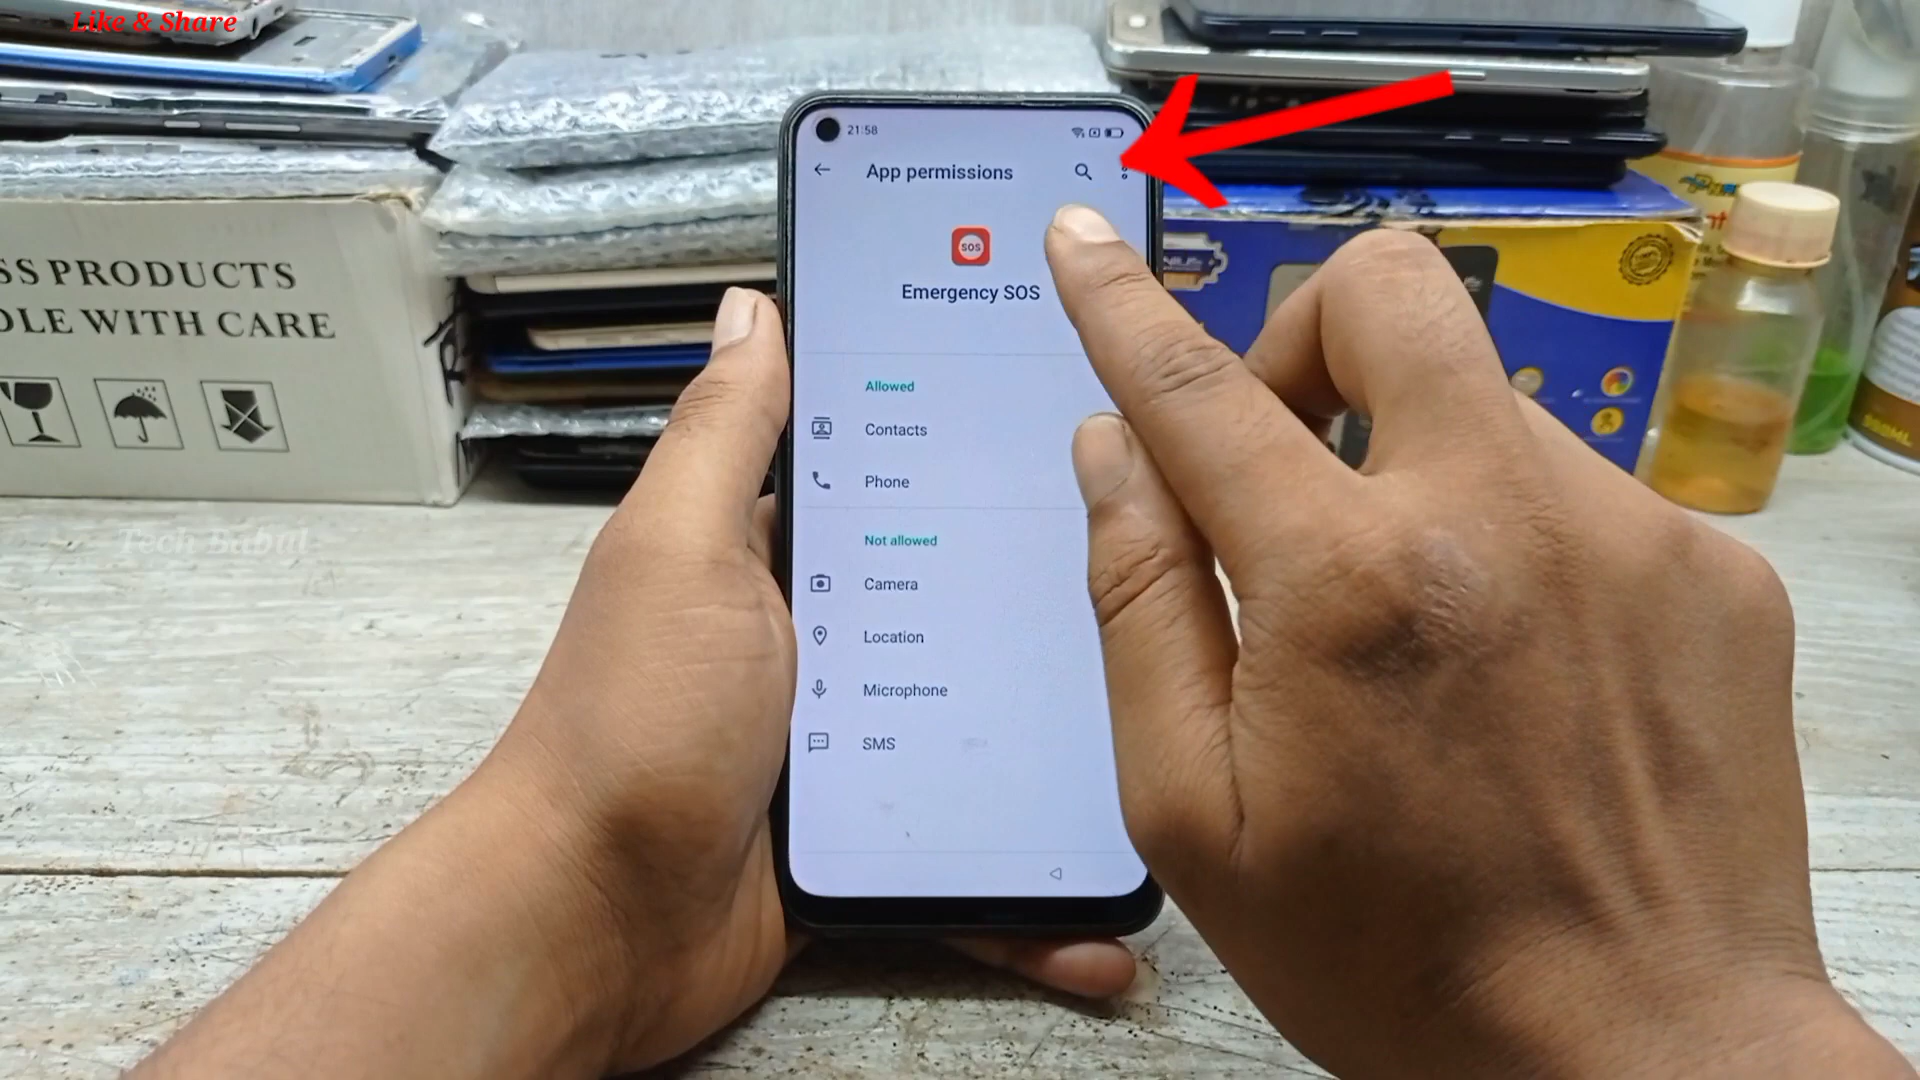 Like & Share
SS PRODUCTS
DLE WITH CARE
Tech Babul
21:58
App permissions
SOS
Emergency SOS
Allowed
Contacts
Phone
Not allowed
Camera
Location
Microphone
SMS